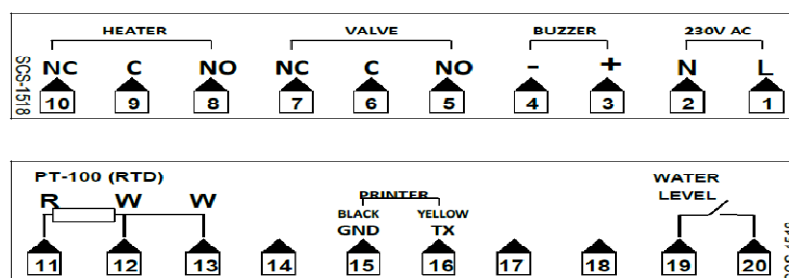 HEATER VALVE BUZZER 230V AC
NC C NO NC C NO - + N L
SCS-1518
10 9 8 7 6 5 4 3 2 1
PT-100 (RTD)
R W W
PRINTER
BLACK YELLOW
GND TX
WATER
LEVEL
11 12 13 14 15 16 17 18 19 20